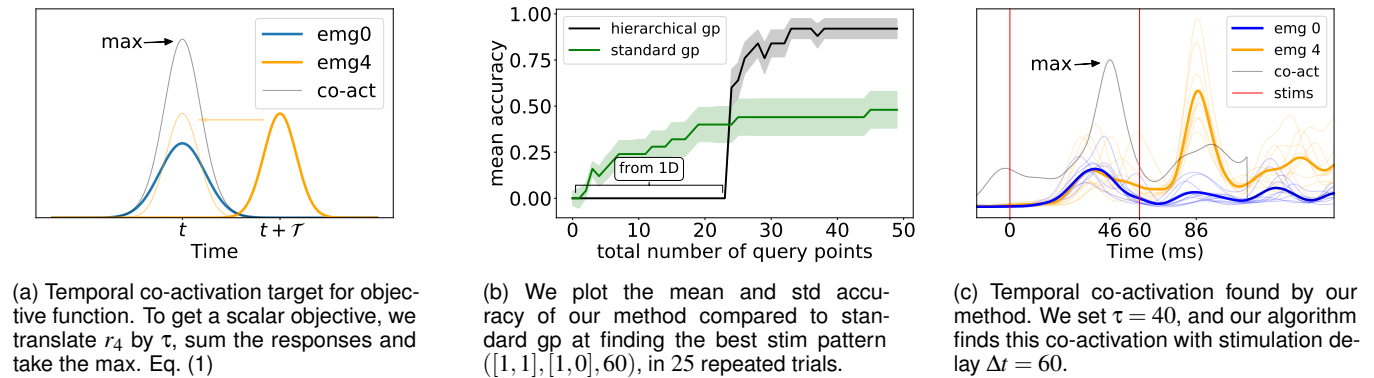 max
emg0
emg4
co-act
t
t + 𝒯
Time
(a) Temporal co-activation target for objec-
tive function. To get a scalar objective, we
translate r₄ by τ, sum the responses and
take the max. Eq. (1)
1.00
0.75
0.50
0.25
0.00
mean accuracy
hierarchical gp
standard gp
from 1D
0 10 20 30 40 50
total number of query points
(b) We plot the mean and std accu-
racy of our method compared to stan-
dard gp at finding the best stim pattern
([1,1],[1,0],60), in 25 repeated trials.
max
emg 0
emg 4
co-act
stims
0 46 60 86
Time (ms)
(c) Temporal co-activation found by our
method. We set τ = 40, and our algorithm
finds this co-activation with stimulation de-
lay Δt = 60.